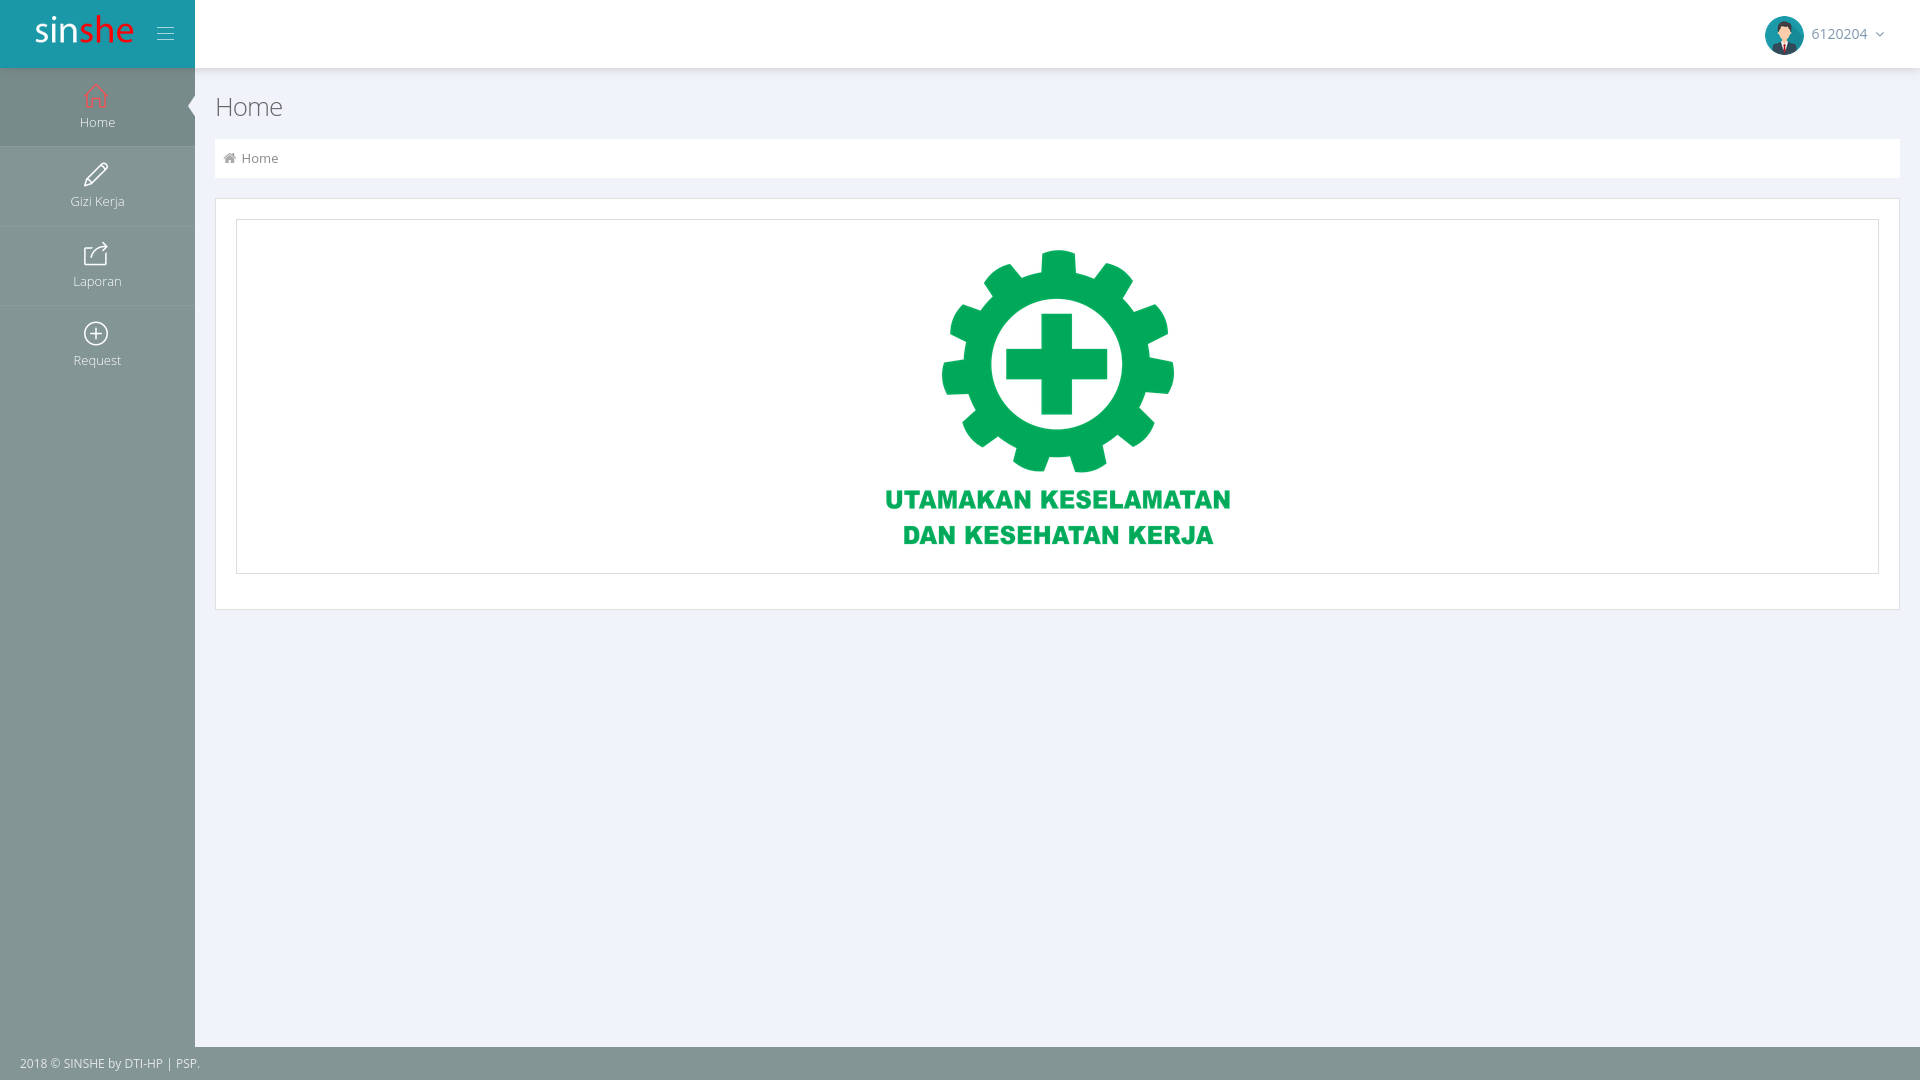 sinshe
6120204
Home
Gizi Kerja
Laporan
Request
Home
Home
UTAMAKAN KESELAMATAN
DAN KESEHATAN KERJA
2018 © SINSHE by DTI-HP | PSP.